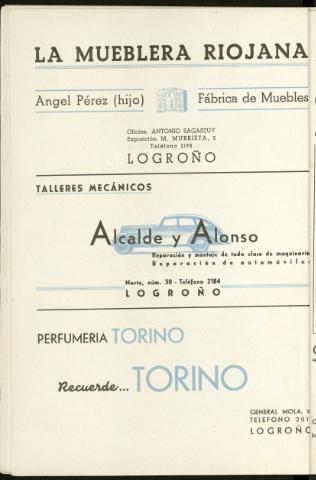 LA MUEBLERA RIOJANA
Angel Pérez (hijo)
Fábrica de Muebles
Oficina: ANTONIO SAGASTUY
Exposición: M. MURRIETA, 2
Teléfono 1192
LOGROÑO
TALLERES MECÁNICOS
Alcalde y Alonso
Reparación y montaje de toda clase de maquinaria
Reparación de automóviles
Norte, núm. 30 - Teléfono 2184
LOGROÑO
PERFUMERIA TORINO
Recuerde... TORINO
GENERAL MOLA,
TELEFONO 201
LOGROÑO